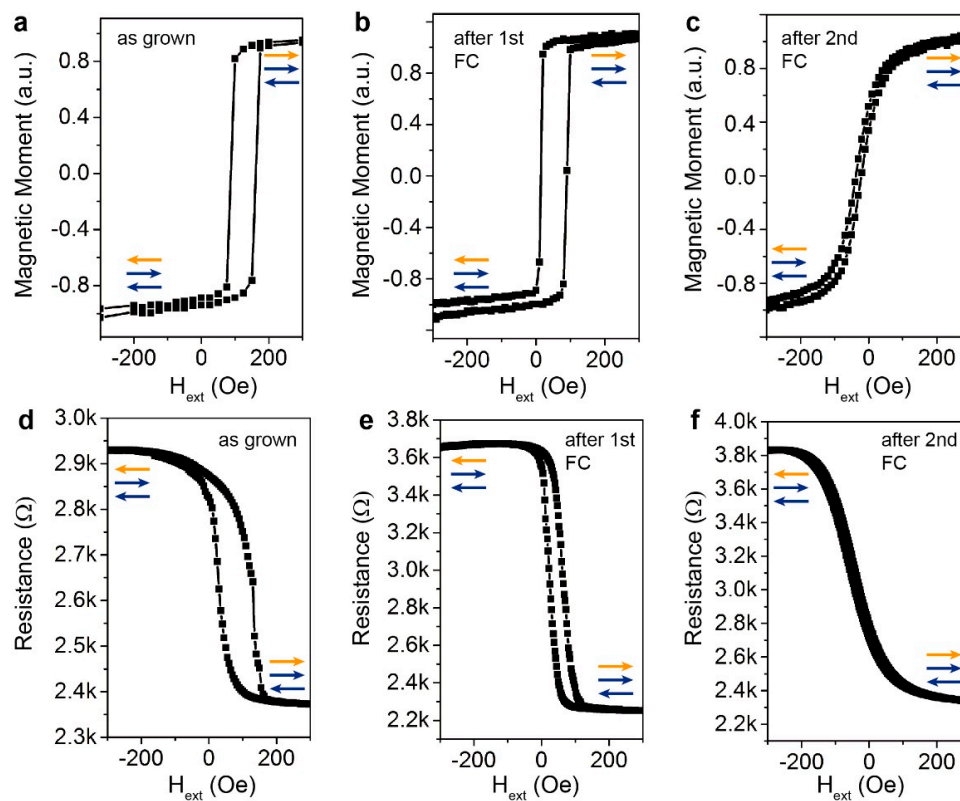 a
as grown
0.8
0.4
0.0
-0.4
-0.8
Magnetic Moment (a.u.)
-200
0
200
H_ext (Oe)
b
after 1st
FC
0.8
0.4
0.0
-0.4
-0.8
Magnetic Moment (a.u.)
-200
0
200
H_ext (Oe)
c
after 2nd
FC
0.8
0.4
0.0
-0.4
-0.8
Magnetic Moment (a.u.)
-200
0
200
H_ext (Oe)
d
as grown
3.0k
2.9k
2.8k
2.7k
2.6k
2.5k
2.4k
2.3k
Resistance (Ω)
-200
0
200
H_ext (Oe)
e
after 1st
FC
3.8k
3.6k
3.4k
3.2k
3.0k
2.8k
2.6k
2.4k
2.2k
Resistance (Ω)
-200
0
200
H_ext (Oe)
f
after 2nd
FC
4.0k
3.8k
3.6k
3.4k
3.2k
3.0k
2.8k
2.6k
2.4k
2.2k
Resistance (Ω)
-200
0
200
H_ext (Oe)